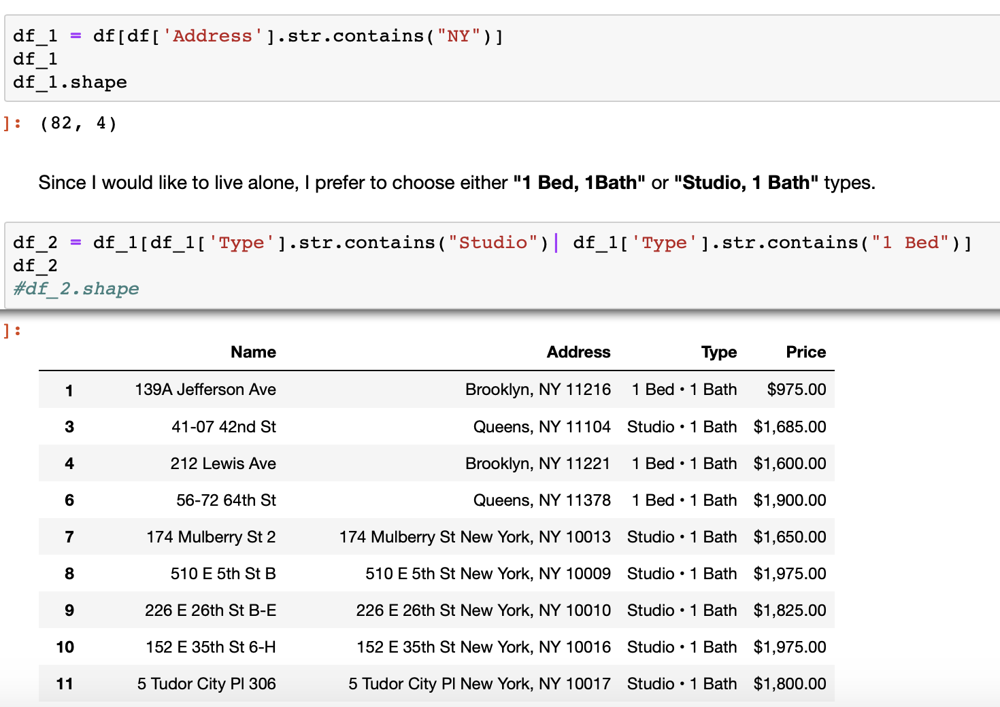 df_1 = df[df['Address'].str.contains("NY")]
df_1
df_1.shape
]: (82, 4)
Since I would like to live alone, I prefer to choose either "1 Bed, 1Bath" or "Studio, 1 Bath" types.
df_2 = df_1[df_1['Type'].str.contains("Studio")| df_1['Type'].str.contains("1 Bed")]
df_2
#df_2.shape
]:
Name Address Type Price
1 139A Jefferson Ave Brooklyn, NY 11216 1 Bed • 1 Bath $975.00
3 41-07 42nd St Queens, NY 11104 Studio • 1 Bath $1,685.00
4 212 Lewis Ave Brooklyn, NY 11221 1 Bed • 1 Bath $1,600.00
6 56-72 64th St Queens, NY 11378 1 Bed • 1 Bath $1,900.00
7 174 Mulberry St 2 174 Mulberry St New York, NY 10013 Studio • 1 Bath $1,650.00
8 510 E 5th St B 510 E 5th St New York, NY 10009 Studio • 1 Bath $1,975.00
9 226 E 26th St B-E 226 E 26th St New York, NY 10010 Studio • 1 Bath $1,825.00
10 152 E 35th St 6-H 152 E 35th St New York, NY 10016 Studio • 1 Bath $1,975.00
11 5 Tudor City Pl 306 5 Tudor City Pl New York, NY 10017 Studio • 1 Bath $1,800.00